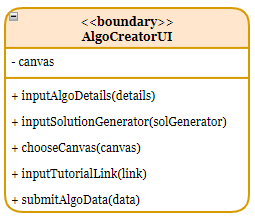 <<boundary>>
AlgoCreatorUI
- canvas
+ inputAlgoDetails(details)
+ inputSolutionGenerator(solGenerator)
+ chooseCanvas(canvas)
+ inputTutorialLink(link)
+ submitAlgoData(data)